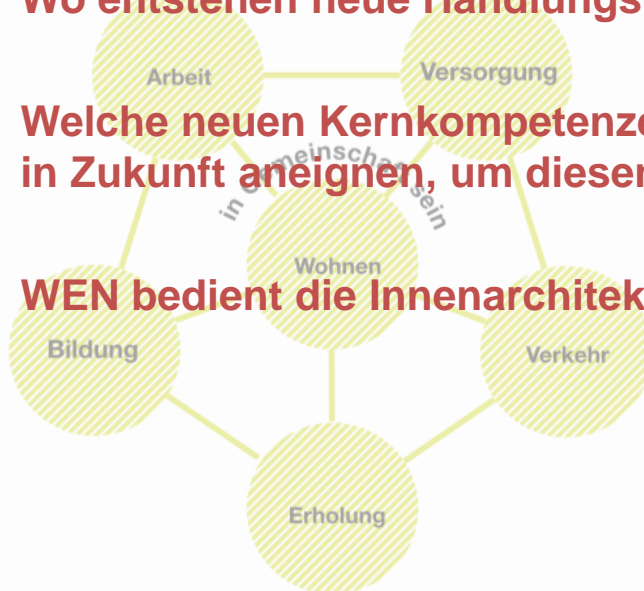 Wo entstehen neue Handlungs
Arbeit
Versorgung
Welche neuen Kernkompetenz
in Zukunft aneignen, um diese
in Gemeinschaft sein
Wohnen
WEN bedient die Innenarchitek
Bildung
Verkehr
Erholung